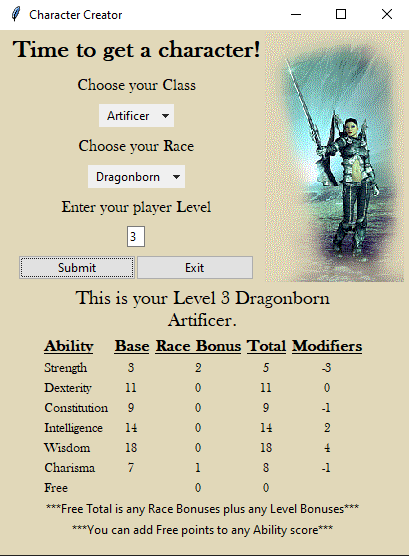 Character Creator
Time to get a character!
Choose your Class
Artificer
Choose your Race
Dragonborn
Enter your player Level
3
Submit Exit
This is your Level 3 Dragonborn
Artificer.
Ability Base Race Bonus Total Modifiers
Strength 3 2 5 -3
Dexterity 11 0 11 0
Constitution 9 0 9 -1
Intelligence 14 0 14 2
Wisdom 18 0 18 4
Charisma 7 1 8 -1
Free 0 0
***Free Total is any Race Bonuses plus any Level Bonuses***
***You can add Free points to any Ability score***